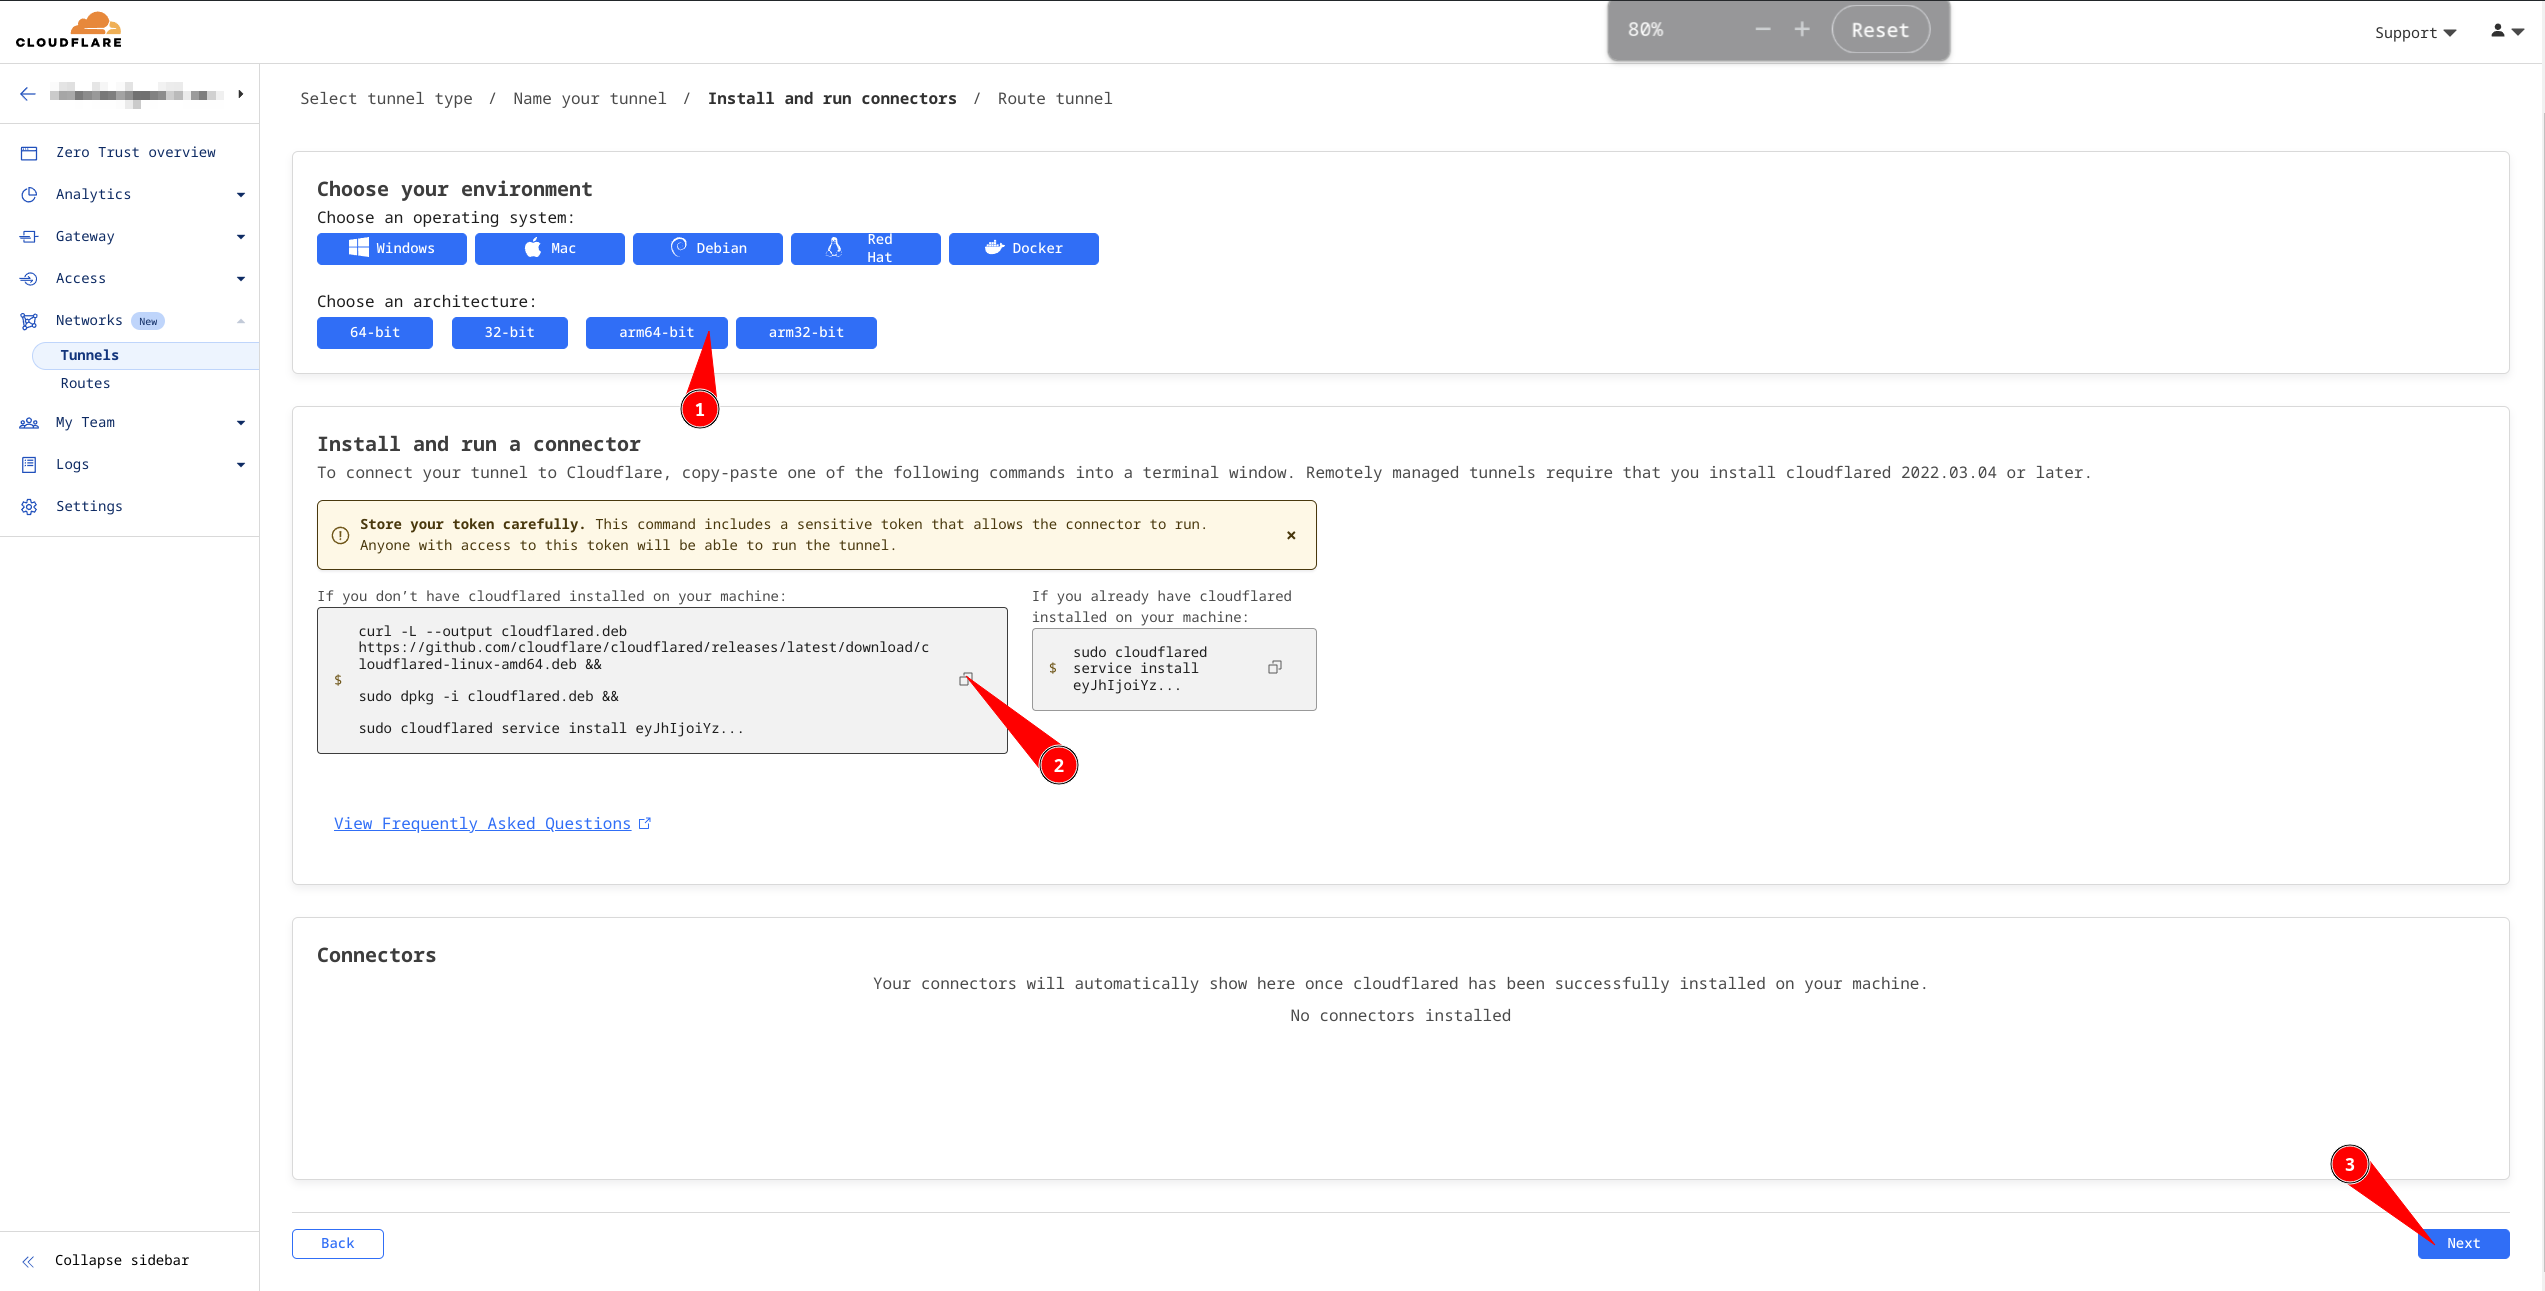 CLOUDFLARE
80%
Reset
Support
Select tunnel type / Name your tunnel / Install and run connectors / Route tunnel
Zero Trust overview
Analytics
Gateway
Access
Networks New
Tunnels
Routes
My Team
Logs
Settings
Choose your environment
Choose an operating system:
Windows
Mac
Debian
Red
Hat
Docker
Choose an architecture:
64-bit
32-bit
arm64-bit
arm32-bit
1
Install and run a connector
To connect your tunnel to Cloudflare, copy-paste one of the following commands into a terminal window. Remotely managed tunnels require that you install cloudflared 2022.03.04 or later.
Store your token carefully. This command includes a sensitive token that allows the connector to run.
Anyone with access to this token will be able to run the tunnel.
If you don’t have cloudflared installed on your machine:
$
curl -L --output cloudflared.deb
https://github.com/cloudflare/cloudflared/releases/latest/download/c
loudflared-linux-amd64.deb &&
sudo dpkg -i cloudflared.deb &&
sudo cloudflared service install eyJhIjoiYz...
If you already have cloudflared
installed on your machine:
$
sudo cloudflared
service install
eyJhIjoiYz...
2
View Frequently Asked Questions
Connectors
Your connectors will automatically show here once cloudflared has been successfully installed on your machine.
No connectors installed
3
Back
Next
Collapse sidebar